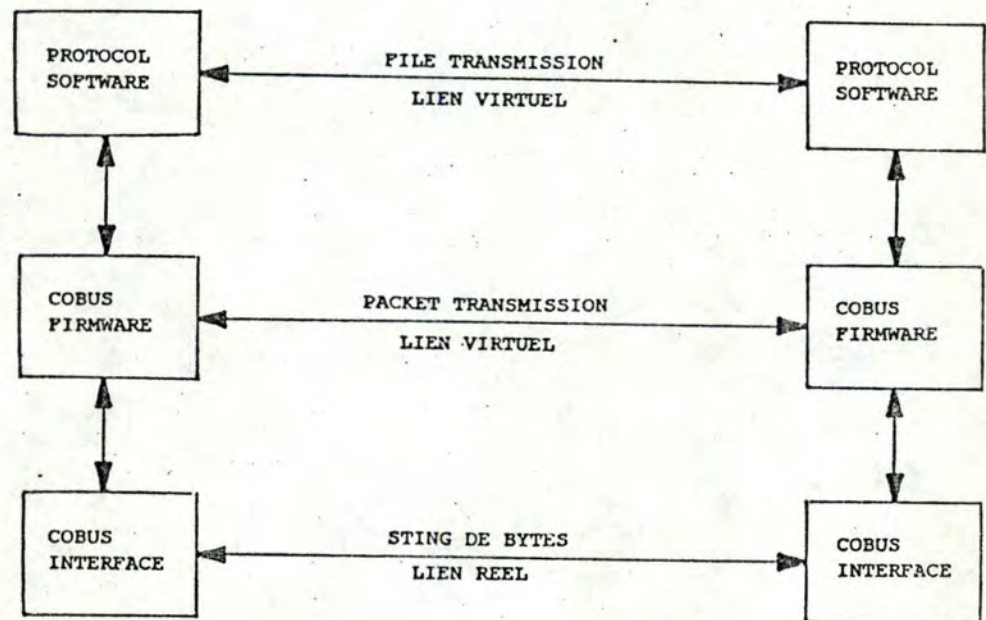 PROTOCOL
SOFTWARE
FILE TRANSMISSION
LIEN VIRTUEL
PROTOCOL
SOFTWARE
COBUS
FIRMWARE
PACKET TRANSMISSION
LIEN VIRTUEL
COBUS
FIRMWARE
COBUS
INTERFACE
STING DE BYTES
LIEN REEL
COBUS
INTERFACE